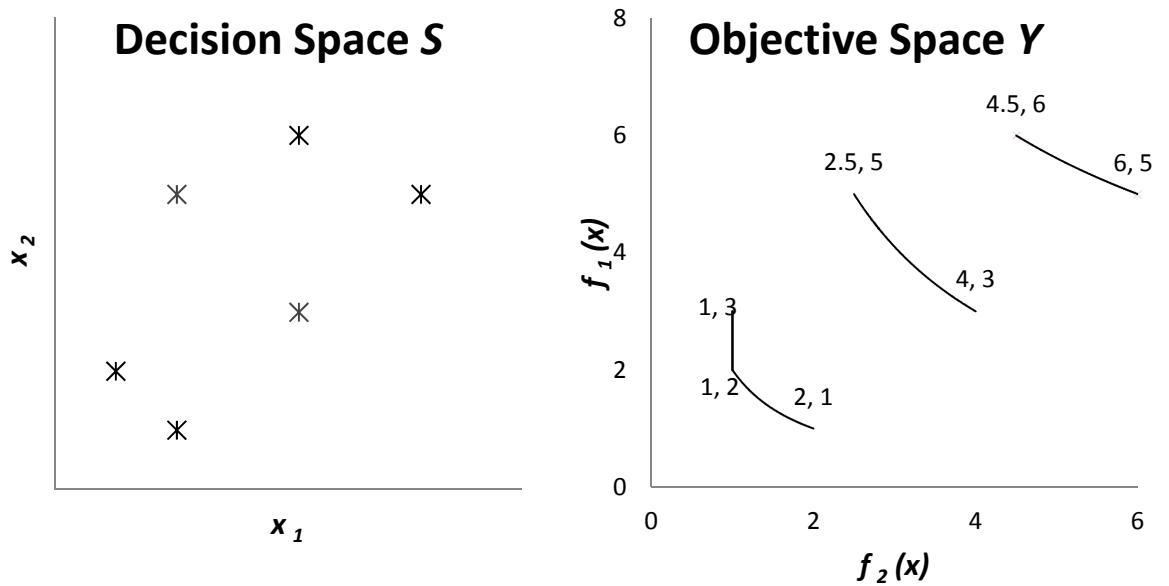 Decision Space S
x 2
x 1
Objective Space Y
8
6
4
2
0
f 1 (x)
4.5, 6
6, 5
2.5, 5
4, 3
1, 3
1, 2
2, 1
0
2
4
6
f 2 (x)